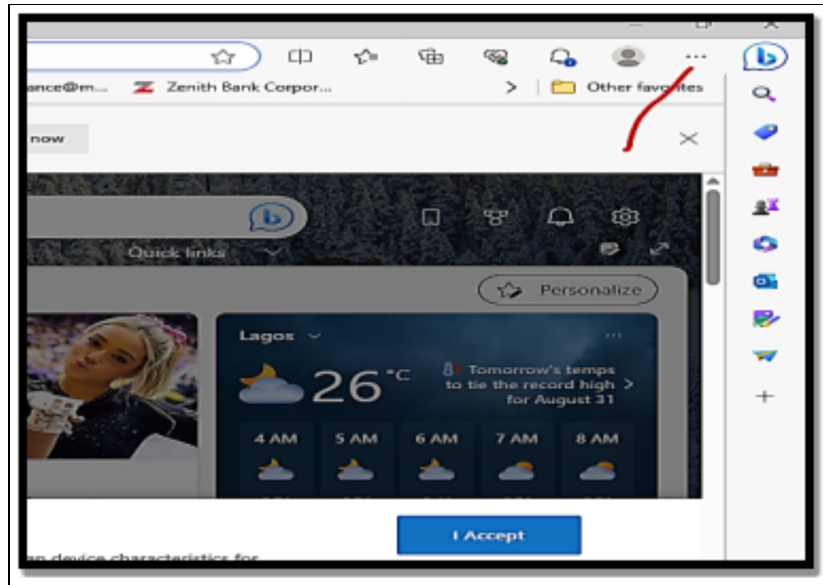 ance@m... Zenith Bank Corpor... Other favorites
now
Quick links
Personalize
Lagos
26 °C
Tomorrow's temps
to tie the record high
for August 31
4 AM 5 AM 6 AM 7 AM 8 AM
I Accept
an device characteristics for